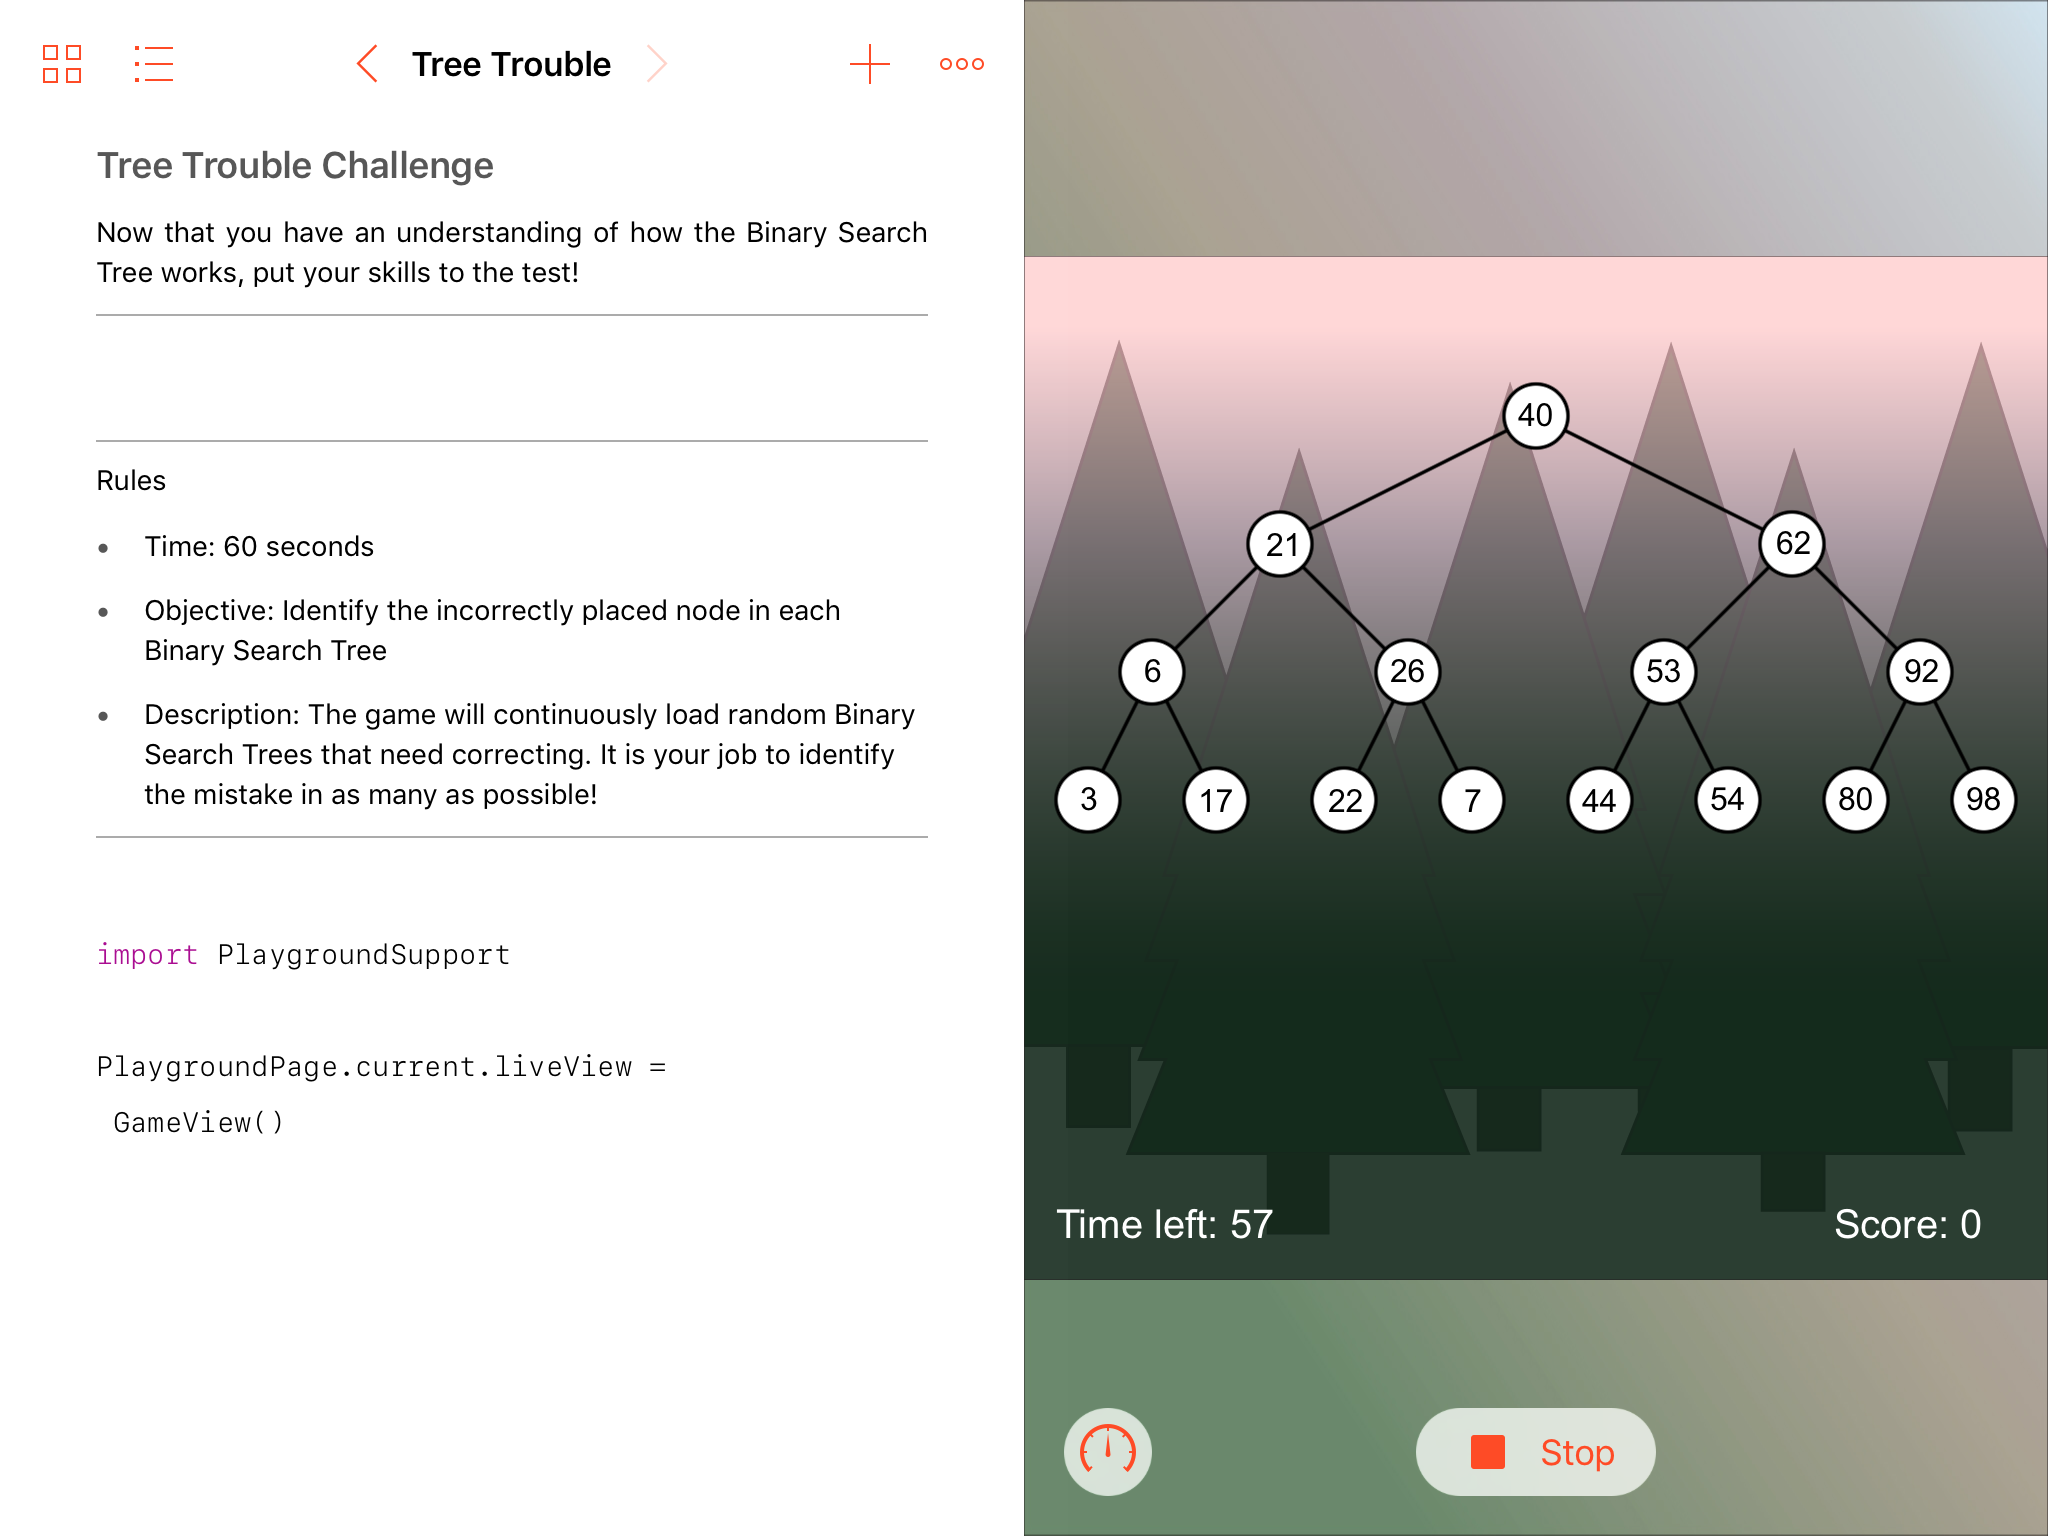 Tree Trouble
Tree Trouble Challenge
Now that you have an understanding of how the Binary Search
Tree works, put your skills to the test!
Rules
• Time: 60 seconds
• Objective: Identify the incorrectly placed node in each
Binary Search Tree
• Description: The game will continuously load random Binary
Search Trees that need correcting. It is your job to identify
the mistake in as many as possible!
import PlaygroundSupport
PlaygroundPage.current.liveView =
GameView()
40
21 62
6 26 53 92
3 17 22 7 44 54 80 98
Time left: 57 Score: 0
Stop